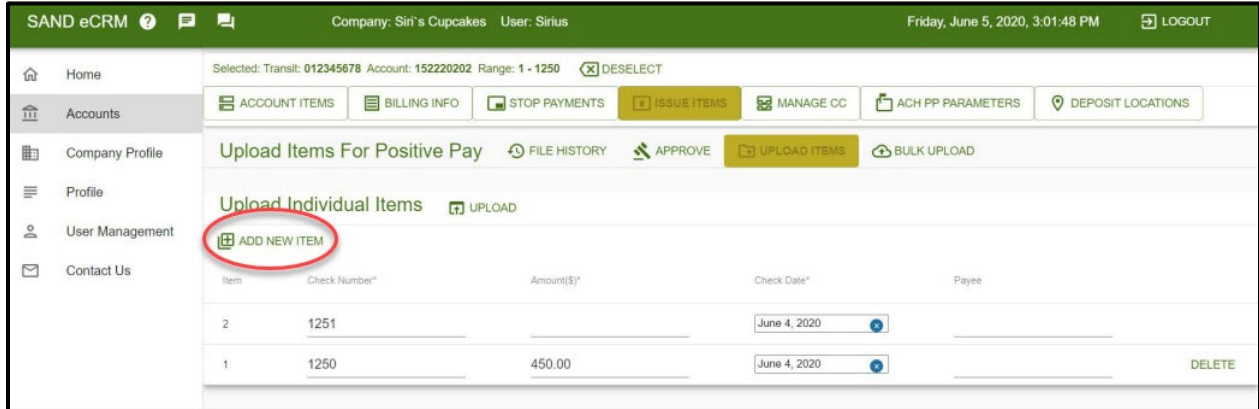 SAND eCRM Company: Siri`s Cupcakes User: Sirius Friday, June 5, 2020, 3:01:48 PM LOGOUT
Home
Accounts
Company Profile
Profile
User Management
Contact Us
Selected: Transit: 012345678 Account: 152220202 Range: 1 - 1250 DESELECT
ACCOUNT ITEMS BILLING INFO STOP PAYMENTS ISSUE ITEMS MANAGE CC ACH PP PARAMETERS DEPOSIT LOCATIONS
Upload Items For Positive Pay FILE HISTORY APPROVE UPLOAD ITEMS BULK UPLOAD
Upload Individual Items UPLOAD
ADD NEW ITEM
Item Check Number* Amount($)* Check Date* Payee
2 1251 June 4, 2020
1 1250 450.00 June 4, 2020 DELETE